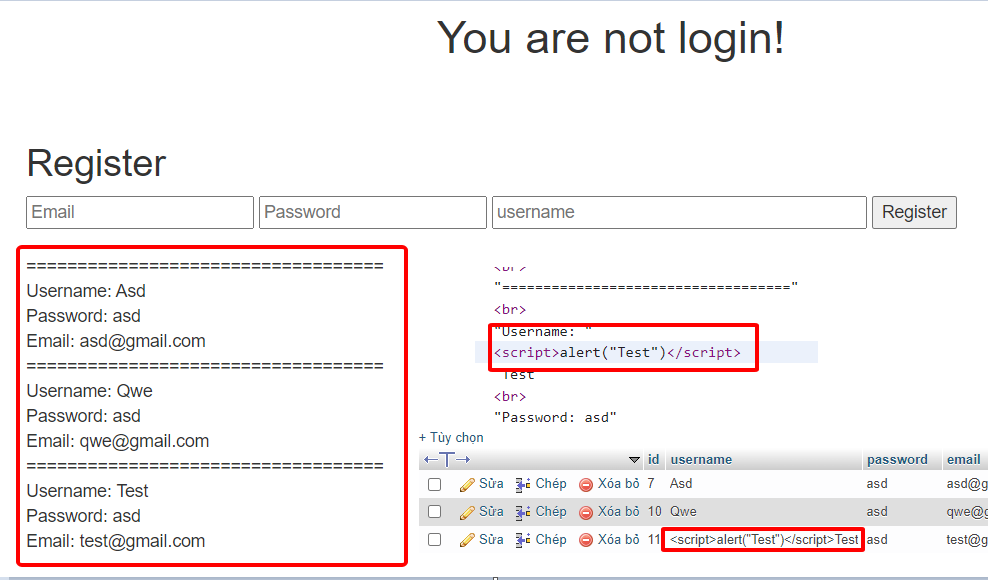 You are not login!
Register
Email Password username Register
===================================
Username: Asd
Password: asd
Email: asd@gmail.com
===================================
Username: Qwe
Password: asd
Email: qwe@gmail.com
===================================
Username: Test
Password: asd
Email: test@gmail.com
<br>
"==================================="
<br>
"Username: "
<script>alert("Test")</script>
"Test
<br>
"Password: asd"
+ Tùy chọn
←T→ id username password email
Sửa Chép Xóa bỏ 7 Asd asd asd@g
Sửa Chép Xóa bỏ 10 Qwe asd qwe@g
Sửa Chép Xóa bỏ 11 <script>alert("Test")</script>Test asd test@g